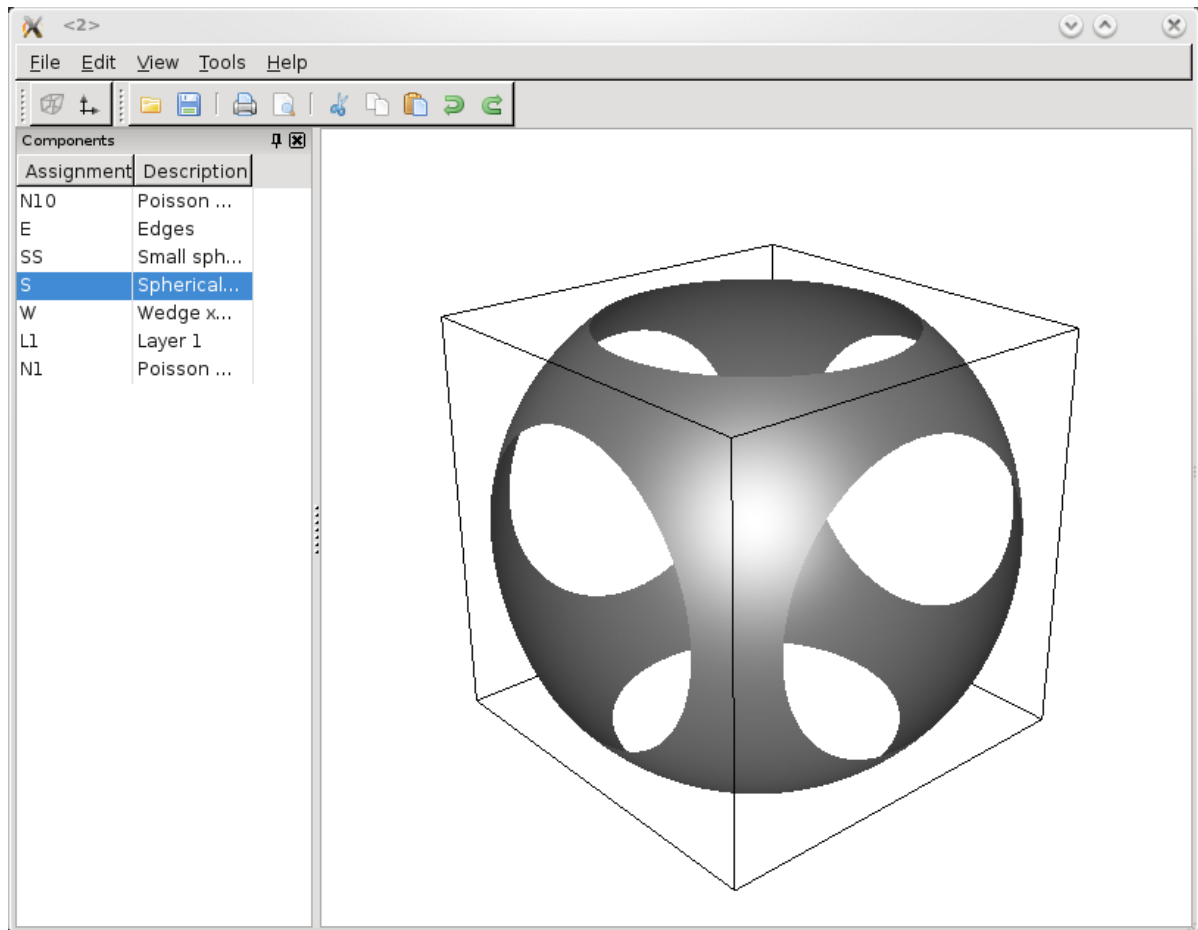 <2>
File Edit View Tools Help
Components
Assignment Description
N10 Poisson ...
E Edges
SS Small sph...
S Spherical...
W Wedge x...
L1 Layer 1
N1 Poisson ...